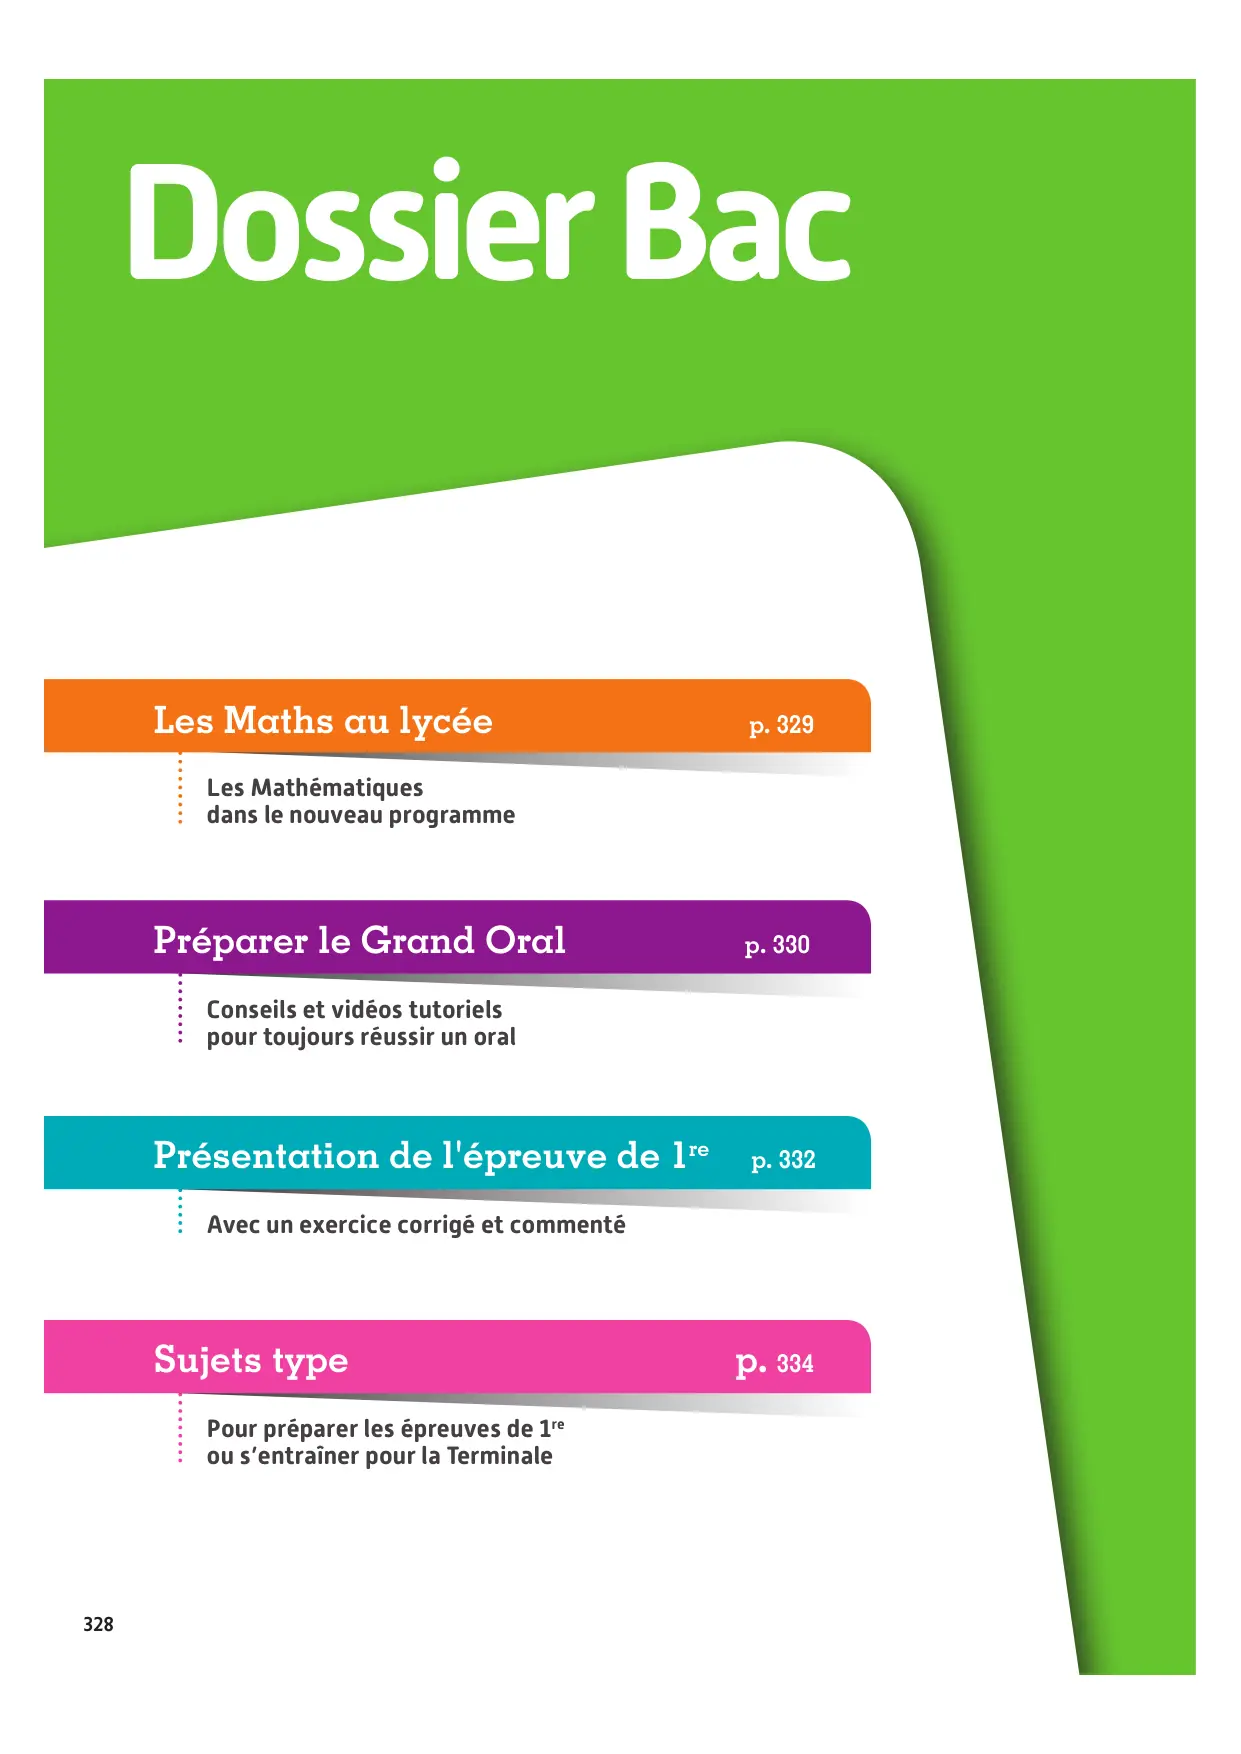 Dossier Bac
Les Maths au lycée p. 329
Les Mathématiques
dans le nouveau programme
Préparer le Grand Oral p. 330
Conseils et vidéos tutoriels
pour toujours réussir un oral
Présentation de l'épreuve de 1re p. 332
Avec un exercice corrigé et commenté
Sujets type p. 334
Pour préparer les épreuves de 1re
ou s’entraîner pour la Terminale
328